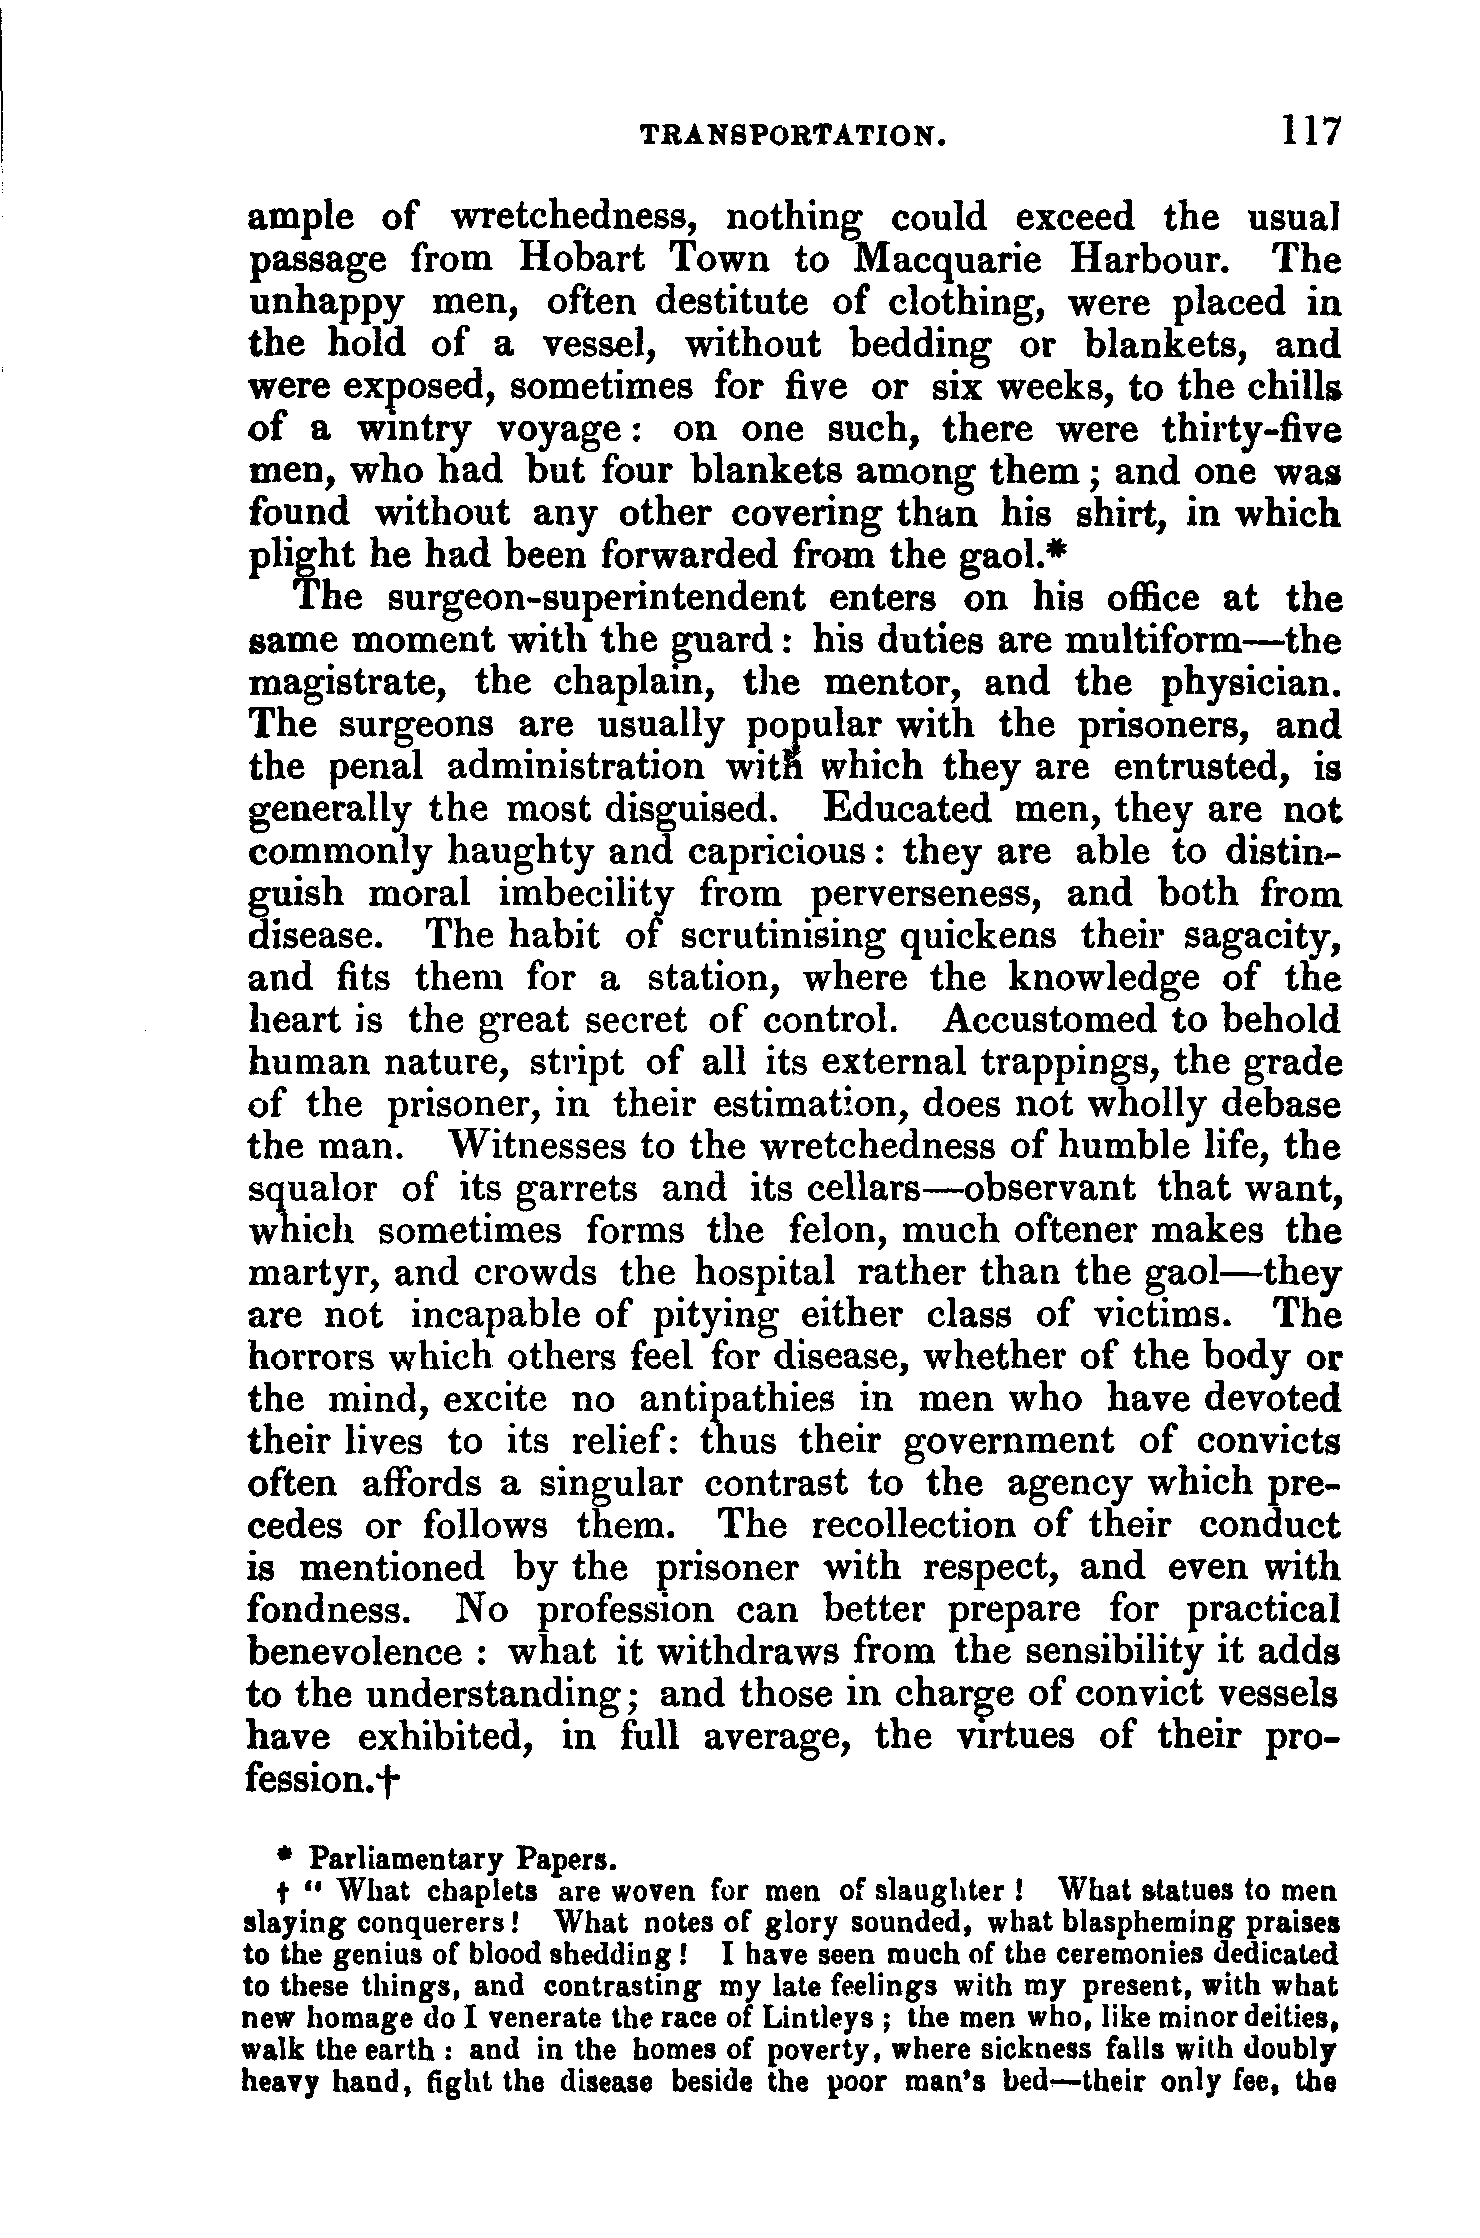 TRANSPORTATION. 117
ample of wretchedness, nothing could exceed the usual
passage from Hobart Town to Macquarie Harbour. The
unhappy men, often destitute of clothing, were placed in
the hold of a vessel, without bedding or blankets, and
were exposed, sometimes for five or six weeks, to the chills
of a wintry voyage : on one such, there were thirty-five
men, who had but four blankets among them ; and one was
found without any other covering than his shirt, in which
plight he had been forwarded from the gaol.*
The surgeon-superintendent enters on his office at the
same moment with the guard : his duties are multiform—the
magistrate, the chaplain, the mentor, and the physician.
The surgeons are usually popular with the prisoners, and
the penal administration with which they are entrusted, is
generally the most disguised. Educated men, they are not
commonly haughty and capricious : they are able to distin-
guish moral imbecility from perverseness, and both from
disease. The habit of scrutinising quickens their sagacity,
and fits them for a station, where the knowledge of the
heart is the great secret of control. Accustomed to behold
human nature, stript of all its external trappings, the grade
of the prisoner, in their estimation, does not wholly debase
the man. Witnesses to the wretchedness of humble life, the
squalor of its garrets and its cellars—observant that want,
which sometimes forms the felon, much oftener makes the
martyr, and crowds the hospital rather than the gaol—they
are not incapable of pitying either class of victims. The
horrors which others feel for disease, whether of the body or
the mind, excite no antipathies in men who have devoted
their lives to its relief: thus their government of convicts
often affords a singular contrast to the agency which pre-
cedes or follows them. The recollection of their conduct
is mentioned by the prisoner with respect, and even with
fondness. No profession can better prepare for practical
benevolence : what it withdraws from the sensibility it adds
to the understanding; and those in charge of convict vessels
have exhibited, in full average, the virtues of their pro-
fession.†
* Parliamentary Papers.
† “ What chaplets are woven for men of slaughter ! What statues to men
slaying conquerers! What notes of glory sounded, what blaspheming praises
to the genius of blood shedding ! I have seen much of the ceremonies dedicated
to these things, and contrasting my late feelings with my present, with what
new homage do I venerate the race of Lintleys ; the men who, like minor deities,
walk the earth : and in the homes of poverty, where sickness falls with doubly
heavy hand, fight the disease beside the poor man's bed—their only fee, the